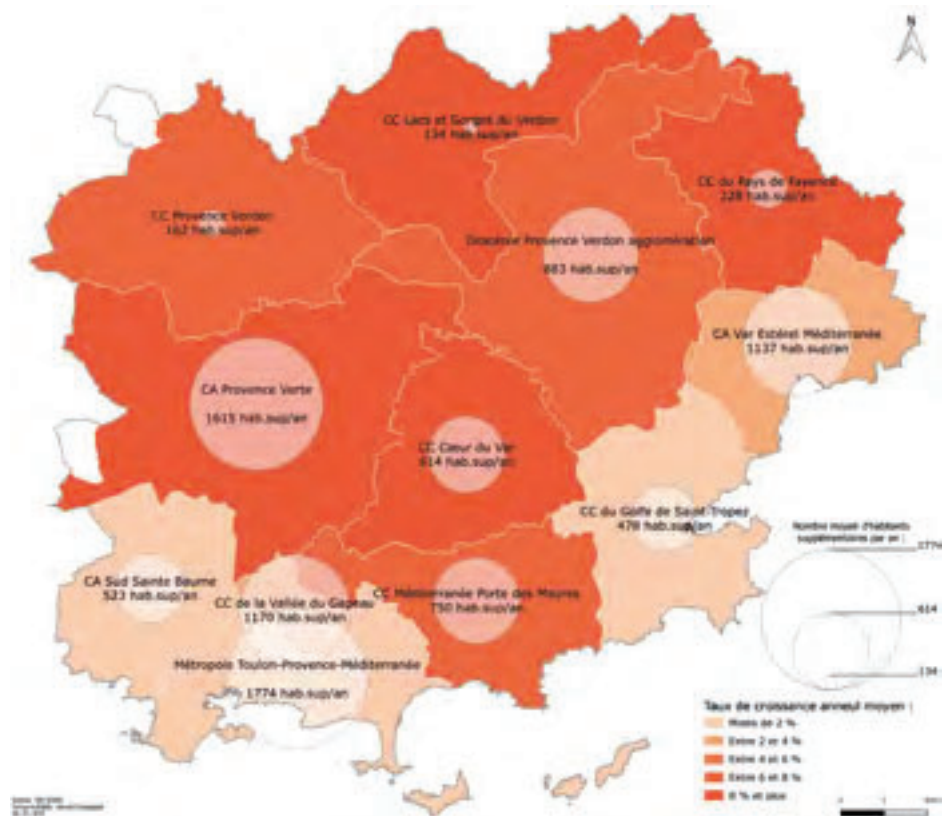 N
CC Lacs et Gorges du Verdon
134 hab.sup/an
CC du Pays de Fayence
228 hab.sup/an
CC Provence Verdon
162 hab.sup/an
Dracénie Provence Verdon agglomération
883 hab.sup/an
CA Var Estérel Méditerranée
1137 hab.sup/an
CA Provence Verte
1615 hab.sup/an
CC Cœur du Var
614 hab.sup/an
CC du Golfe de Saint-Tropez
478 hab.sup/an
Nombre moyen d'habitants
supplémentaires par an :
1774
614
134
CA Sud Sainte Baume
523 hab.sup/an
CC de la Vallée du Gapeau
1170 hab.sup/an
CC Méditerranée Porte des Maures
750 hab.sup/an
Métropole Toulon-Provence-Méditerranée
1774 hab.sup/an
Taux de croissance anneul moyen :
Moins de 2 %
Entre 2 et 4 %
Entre 4 et 6 %
Entre 6 et 8 %
8 % et plus